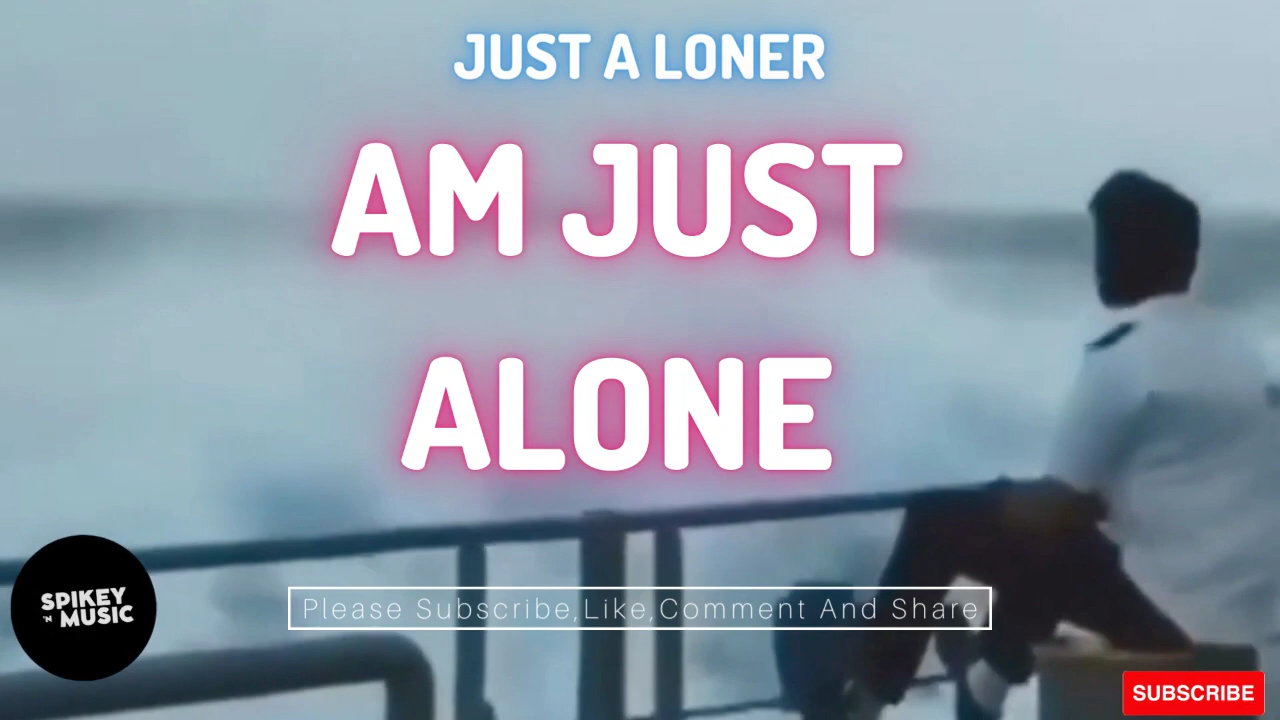 JUST A LONER
AM JUST
ALONE
SPIKEY
'N MUSIC
Please Subscribe,Like,Comment And Share
SUBSCRIBE